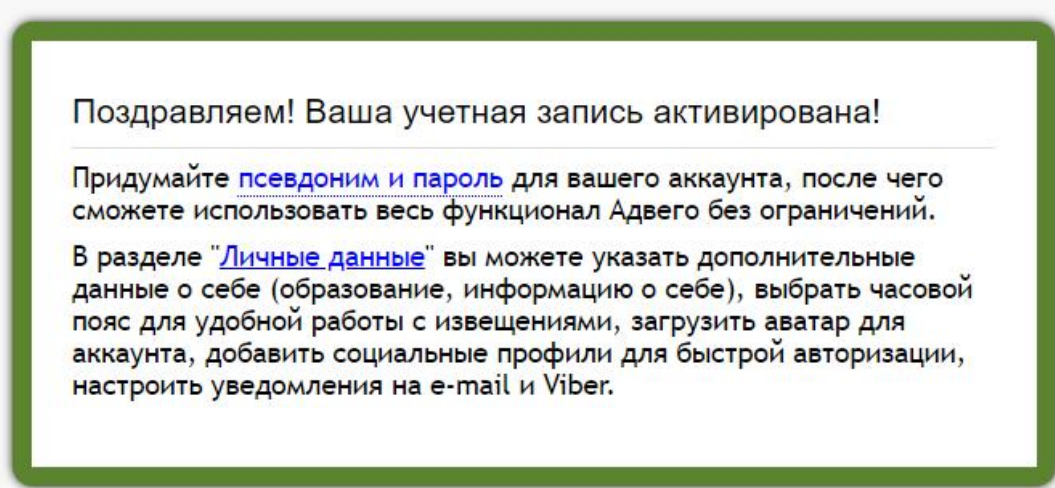 Поздравляем! Ваша учетная запись активирована!
Придумайте псевдоним и пароль для вашего аккаунта, после чего
сможете использовать весь функционал Адвего без ограничений.
В разделе "Личные данные" вы можете указать дополнительные
данные о себе (образование, информацию о себе), выбрать часовой
пояс для удобной работы с извещениями, загрузить аватар для
аккаунта, добавить социальные профили для быстрой авторизации,
настроить уведомления на e-mail и Viber.